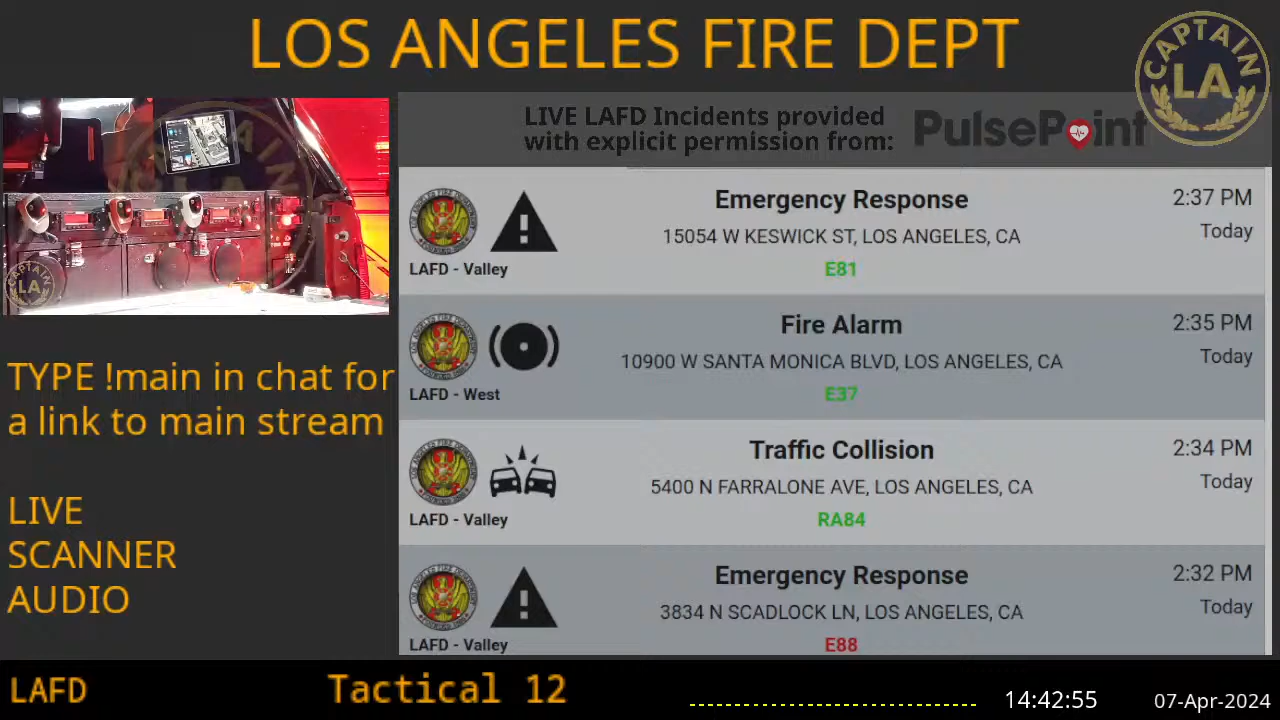 LOS ANGELES FIRE DEPT
CAPTAIN
LA
LIVE LAFD Incidents provided
with explicit permission from:
PulsePoint
Emergency Response
2:37 PM
15054 W KESWICK ST, LOS ANGELES, CA
Today
LAFD - Valley
E81
Fire Alarm
2:35 PM
10900 W SANTA MONICA BLVD, LOS ANGELES, CA
Today
LAFD - West
E37
Traffic Collision
2:34 PM
5400 N FARRALONE AVE, LOS ANGELES, CA
Today
LAFD - Valley
RA84
Emergency Response
2:32 PM
3834 N SCADLOCK LN, LOS ANGELES, CA
Today
LAFD - Valley
E88
CAPTAIN
LA
TYPE !main in chat for
a link to main stream
LIVE
SCANNER
AUDIO
LAFD
Tactical 12
14:42:55
07-Apr-2024